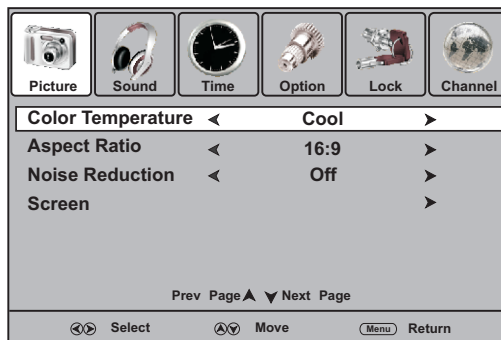 Picture Sound Time Option Lock Channel
Color Temperature Cool
Aspect Ratio 16:9
Noise Reduction Off
Screen
Prev Page Next Page
Select Move Menu Return